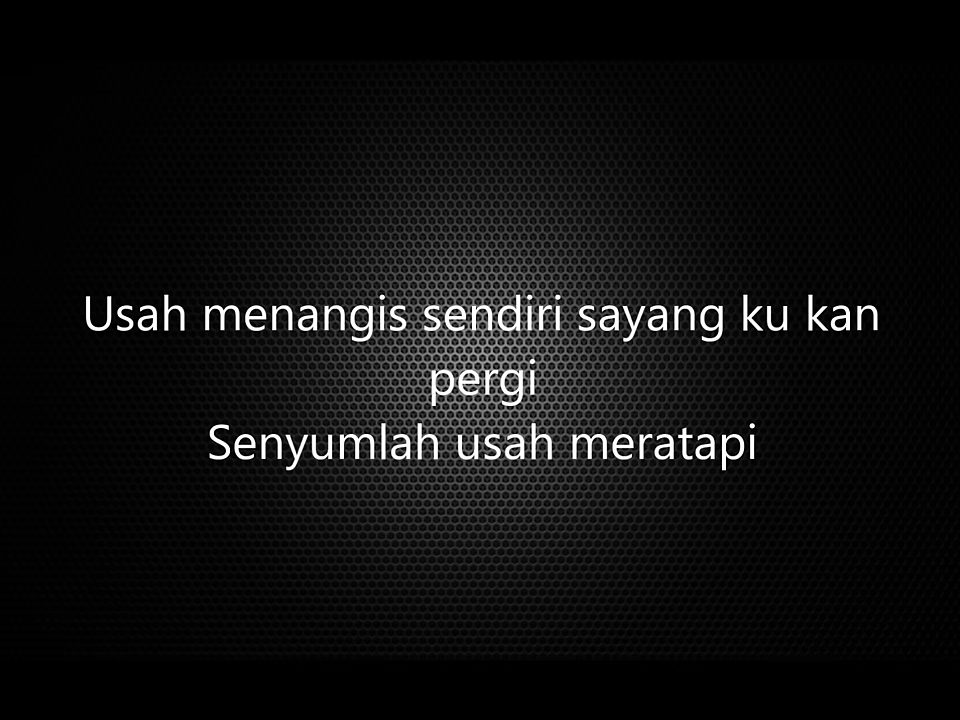 Usah menangis sendiri sayang ku kan
pergi
Senyumlah usah meratapi